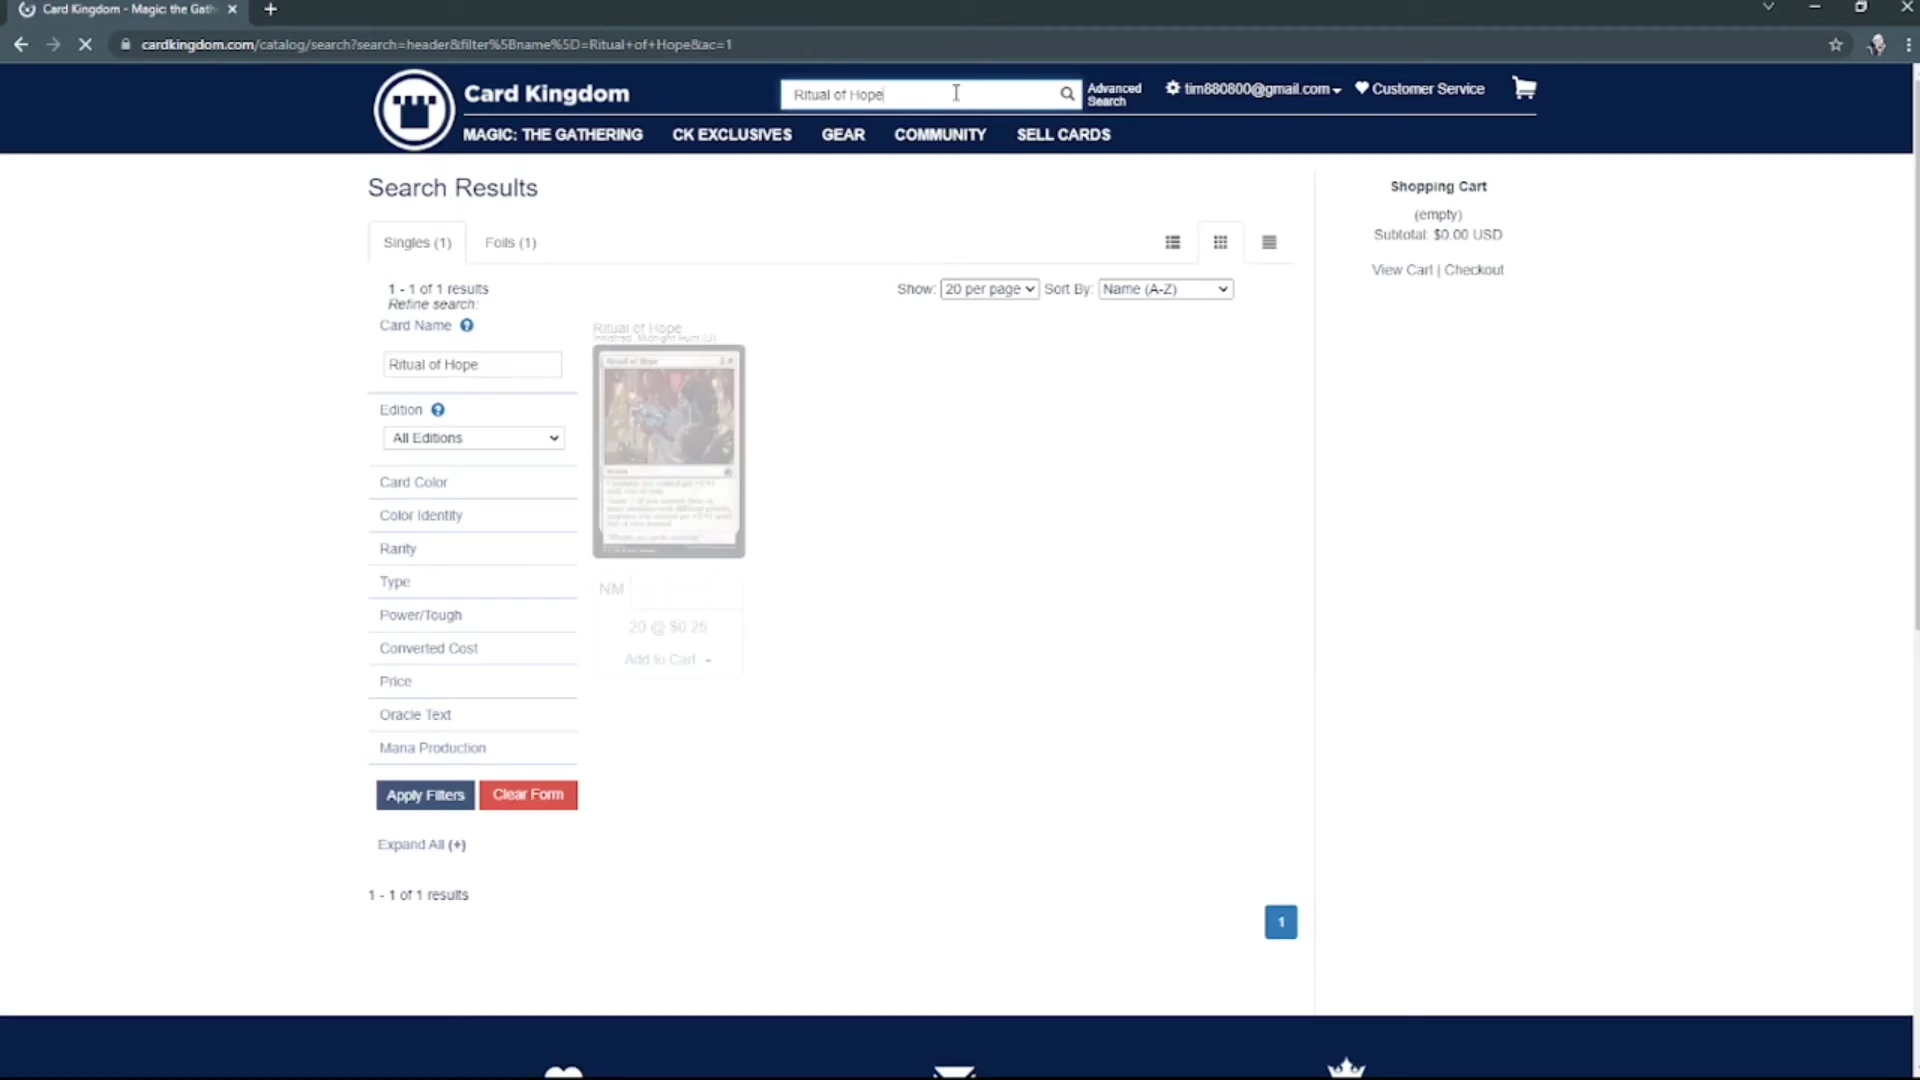 Card Kingdom - Magic: the Gath
cardkingdom.com/catalog/search?search=header&filter%5Bname%5D=Ritual+of+Hope&ac=1
Card Kingdom
Ritual of Hope
Advanced Search
tim880800@gmail.com
Customer Service
MAGIC: THE GATHERING CK EXCLUSIVES GEAR COMMUNITY SELL CARDS
Search Results
Shopping Cart
(empty)
Subtotal: $0.00 USD
View Cart | Checkout
Singles (1) Foils (1)
1 - 1 of 1 results
Show: 20 per page Sort By: Name (A-Z)
Refine search:
Card Name
Ritual of Hope
Edition
All Editions
Card Color
Color Identity
Rarity
Type
Power/Tough
Converted Cost
Price
Oracle Text
Mana Production
Apply Filters Clear Form
Expand All (+)
Ritual of Hope
Innistrad: Midnight Hunt (U)
Ritual of Hope
NM
20 @ $0.25
Add to Cart
1 - 1 of 1 results
1